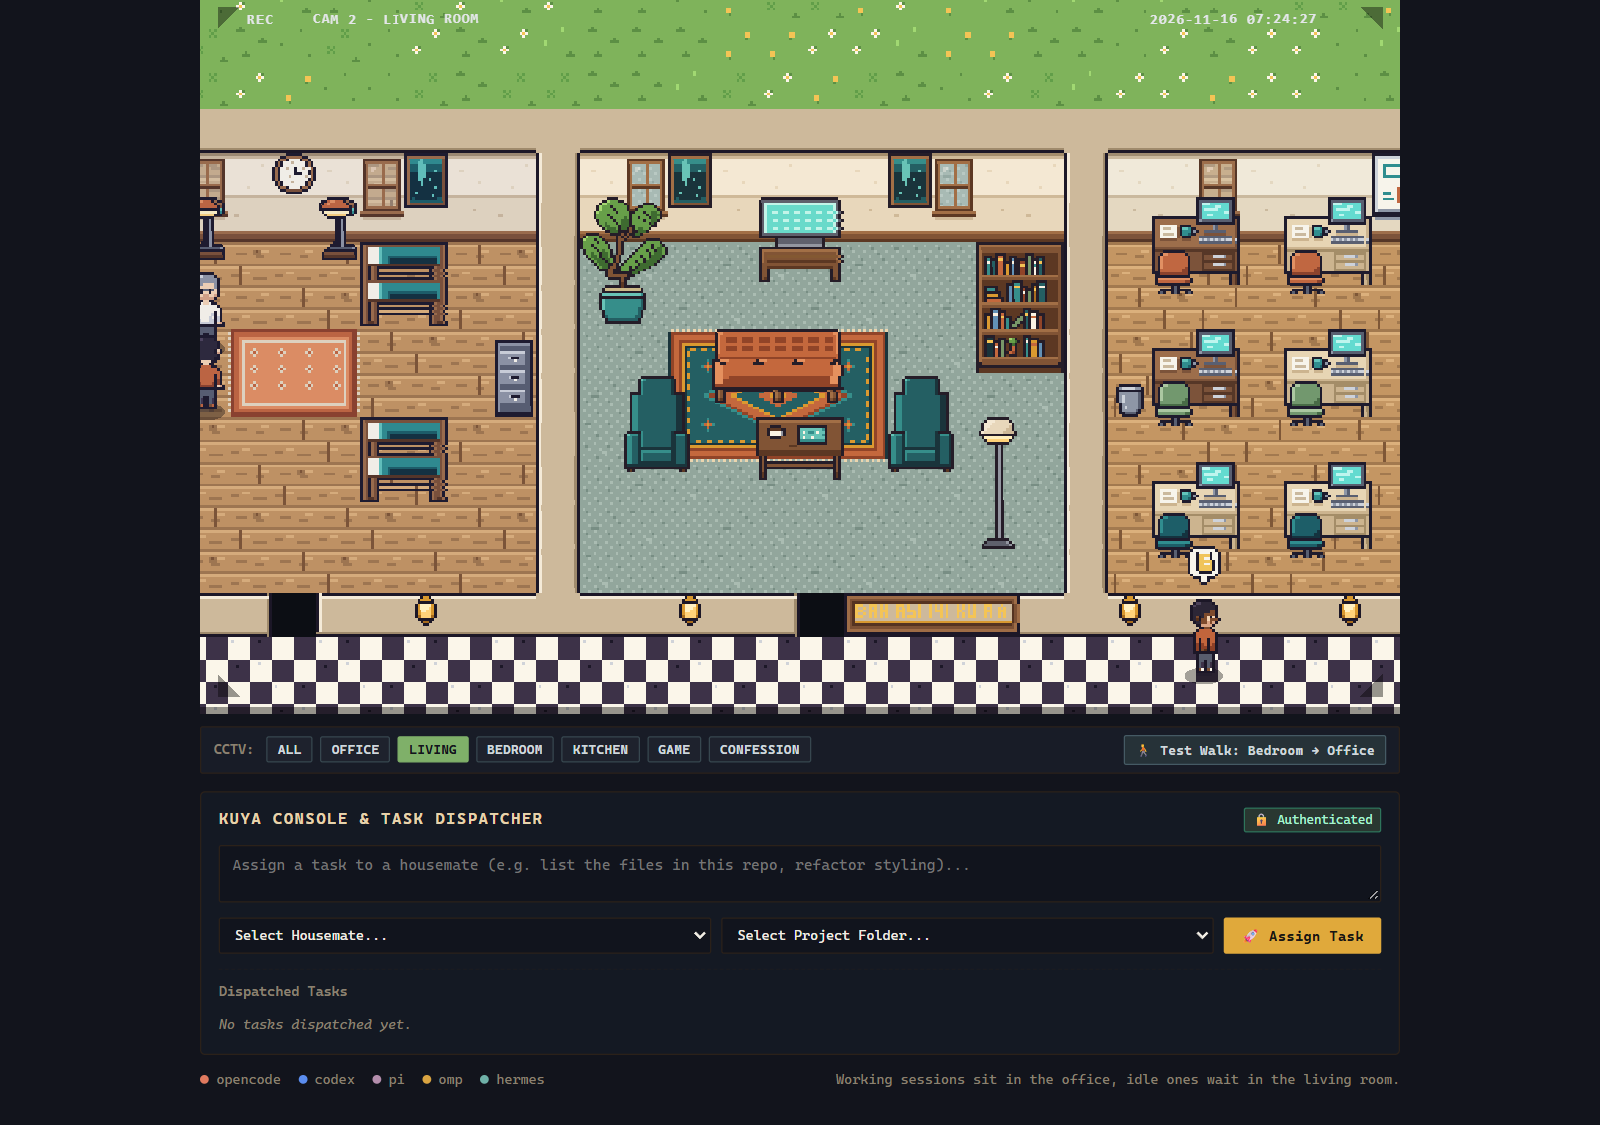 REC CAM 2 - LIVING ROOM 2026-11-16 07:24:27
CCTV: ALL OFFICE LIVING BEDROOM KITCHEN GAME CONFESSION Test Walk: Bedroom → Office
KUYA CONSOLE & TASK DISPATCHER Authenticated
Assign a task to a housemate (e.g. list the files in this repo, refactor styling)...
Select Housemate... Select Project Folder... Assign Task
Dispatched Tasks
No tasks dispatched yet.
opencode codex pi omp hermes Working sessions sit in the office, idle ones wait in the living room.